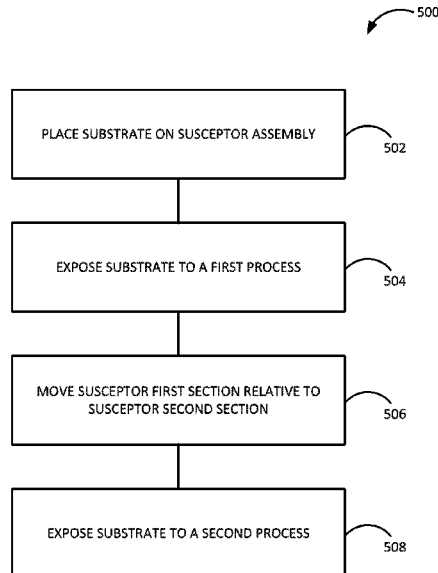 500
PLACE SUBSTRATE ON SUSCEPTOR ASSEMBLY
502
EXPOSE SUBSTRATE TO A FIRST PROCESS
504
MOVE SUSCEPTOR FIRST SECTION RELATIVE TO
SUSCEPTOR SECOND SECTION
506
EXPOSE SUBSTRATE TO A SECOND PROCESS
508